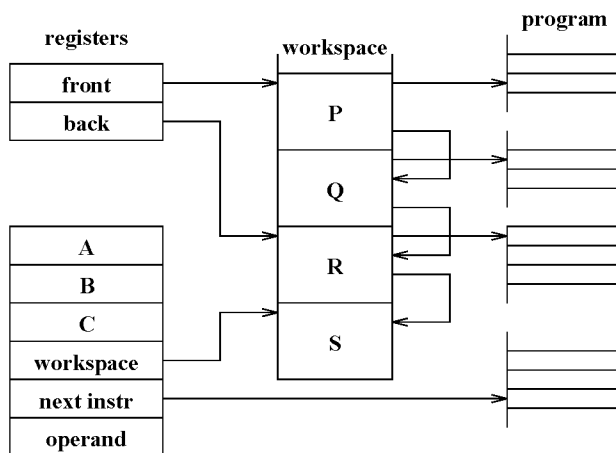 registers
workspace
program
front
back
P
Q
R
S
A
B
C
workspace
next instr
operand